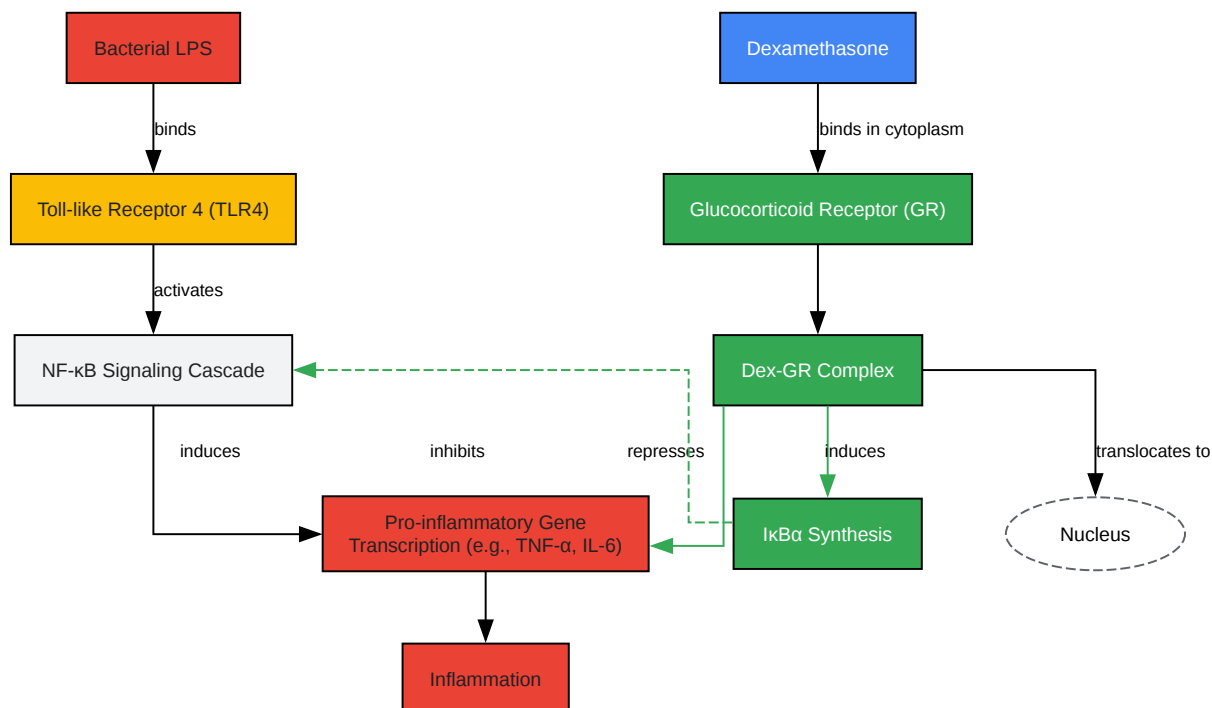 Bacterial LPS
Dexamethasone
binds
binds in cytoplasm
Toll-like Receptor 4 (TLR4)
Glucocorticoid Receptor (GR)
activates
NF-κB Signaling Cascade
Dex-GR Complex
induces
inhibits
represses
induces
translocates to
Pro-inflammatory Gene
Transcription (e.g., TNF-α, IL-6)
IκBα Synthesis
Nucleus
Inflammation